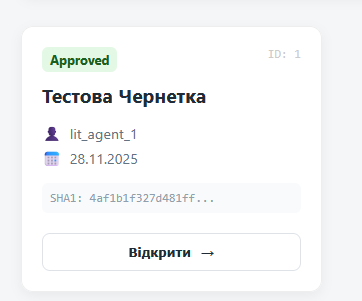 Approved
ID: 1
Тестова Чернетка
lit_agent_1
28.11.2025
SHA1: 4af1b1f327d481ff...
Відкрити →